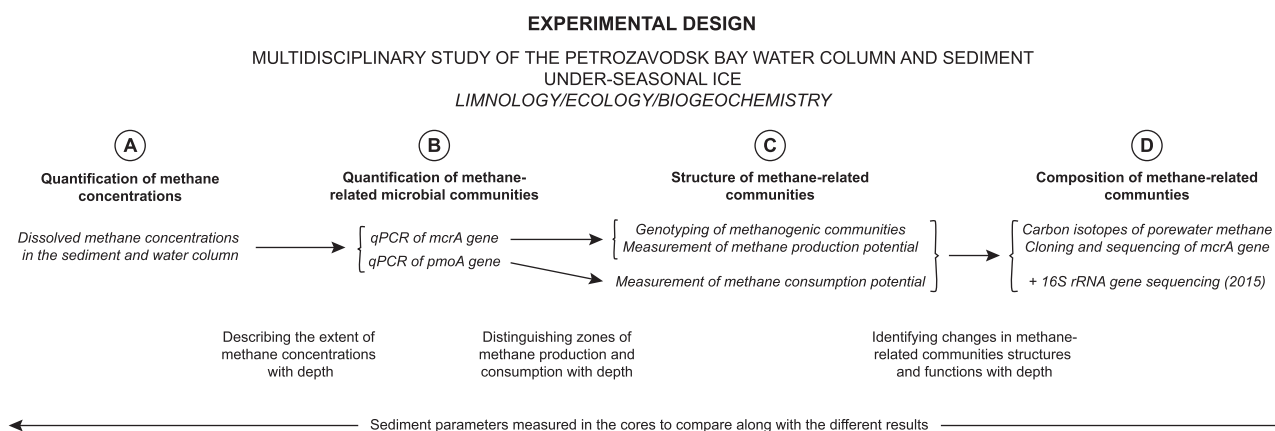 EXPERIMENTAL DESIGN
MULTIDISCIPLINARY STUDY OF THE PETROZAVODSK BAY WATER COLUMN AND SEDIMENT
UNDER-SEASONAL ICE
LIMNOLOGY/ECOLOGY/BIOGEOCHEMISTRY
A
Quantification of methane
concentrations
Dissolved methane concentrations
in the sediment and water column
B
Quantification of methane-
related microbial communities
qPCR of mcrA gene
qPCR of pmoA gene
C
Structure of methane-related
communities
Genotyping of methanogenic communities
Measurement of methane production potential
Measurement of methane consumption potential
D
Composition of methane-related
communties
Carbon isotopes of porewater methane
Cloning and sequencing of mcrA gene
+ 16S rRNA gene sequencing (2015)
Describing the extent of
methane concentrations
with depth
Distinguishing zones of
methane production and
consumption with depth
Identifying changes in methane-
related communities structures
and functions with depth
Sediment parameters measured in the cores to compare along with the different results